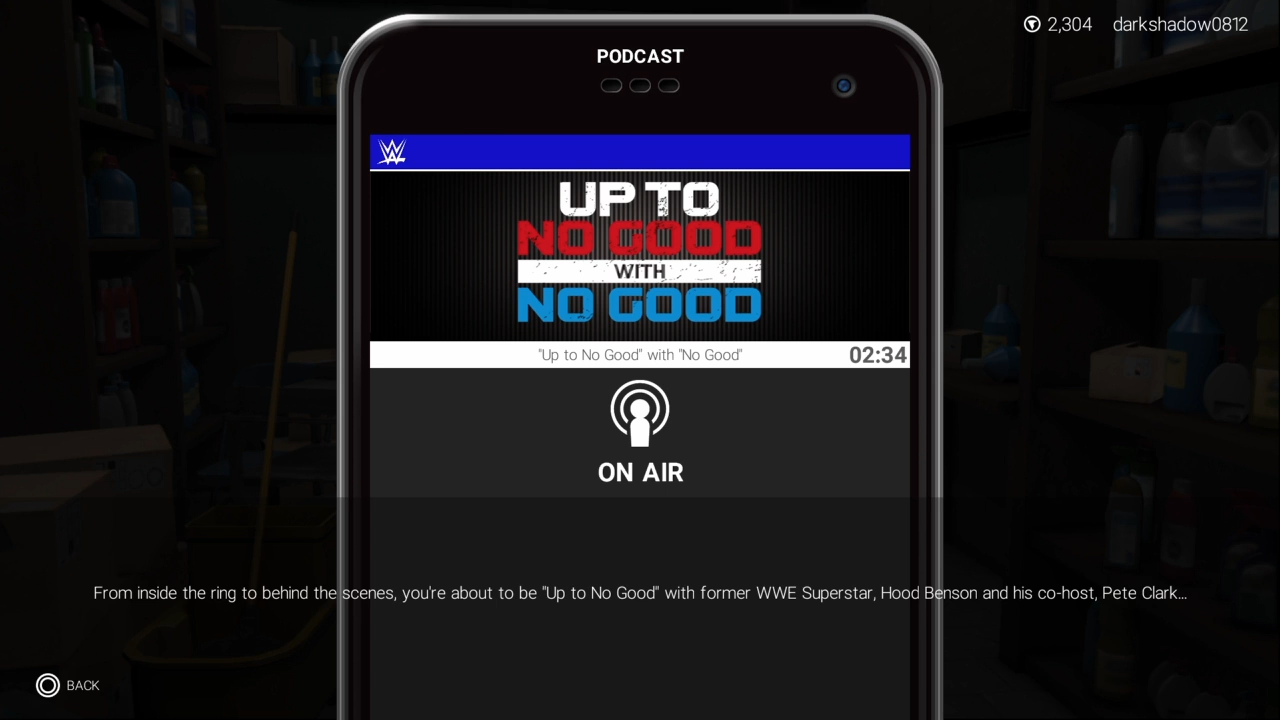 2,304 darkshadow0812
PODCAST
W
UP TO
NO GOOD
WITH
NO GOOD
"Up to No Good" with "No Good" 02:34
ON AIR
From inside the ring to behind the scenes, you're about to be "Up to No Good" with former WWE Superstar, Hood Benson and his co-host, Pete Clark...
BACK